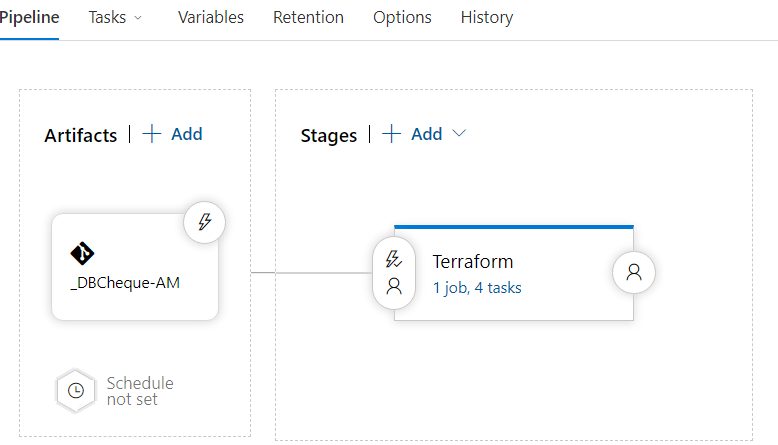 Pipeline Tasks Variables Retention Options History
Artifacts Add
Stages Add
_DBCheque-AM
Terraform
1 job, 4 tasks
Schedule
not set